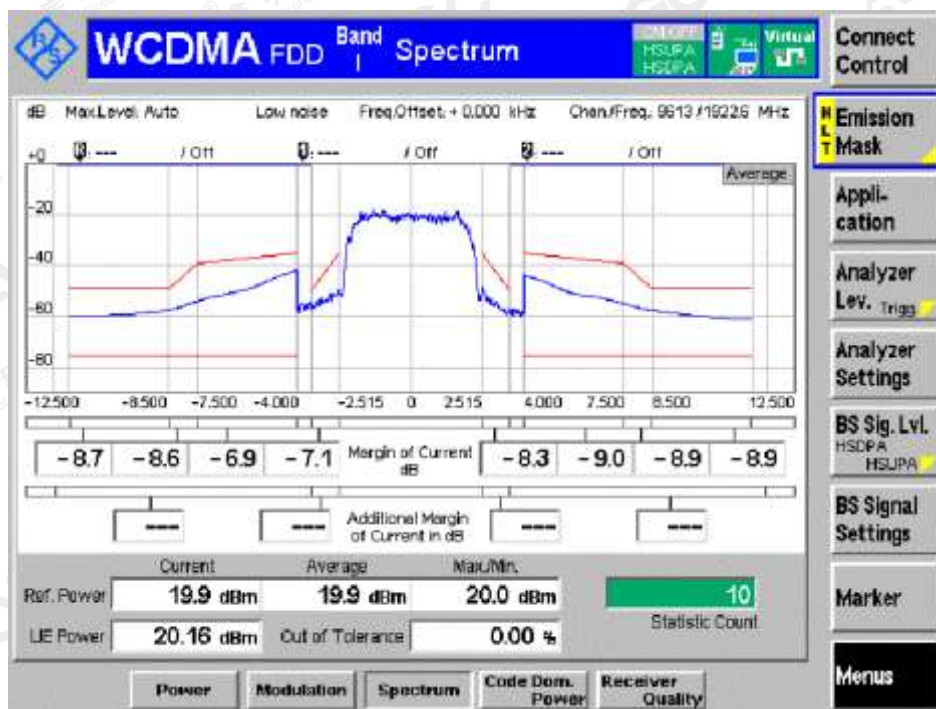 WCDMA FDD Band I Spectrum
HSUPA
HSDPA
Virtual
Connect Control
dB Max.Level: Auto Low noise Freq.Offset: + 0.000 kHz Chan./Freq.: 9613 /1922.6 MHz
HLT Emission Mask
+0 --- / Off --- / Off 2: --- / Off
Average
-20
-40
-60
-80
-12.500 -8.500 -7.500 -4.000 -2.515 0 2.515 4.000 7.500 8.500 12.500
Appli-cation
Analyzer Lev. Trigg.
Analyzer Settings
-8.7 -8.6 -6.9 -7.1 Margin of Current dB -8.3 -9.0 -8.9 -8.9
BS Sig. Lvl.
HSDPA
HSUPA
--- --- Additional Margin of Current in dB --- ---
BS Signal Settings
Current Average Max./Min.
Ref. Power 19.9 dBm 19.9 dBm 20.0 dBm 10
Statistic Count
UE Power 20.16 dBm Out of Tolerance 0.00 %
Marker
Menus
Power Modulation Spectrum Code Dom. Power Receiver Quality